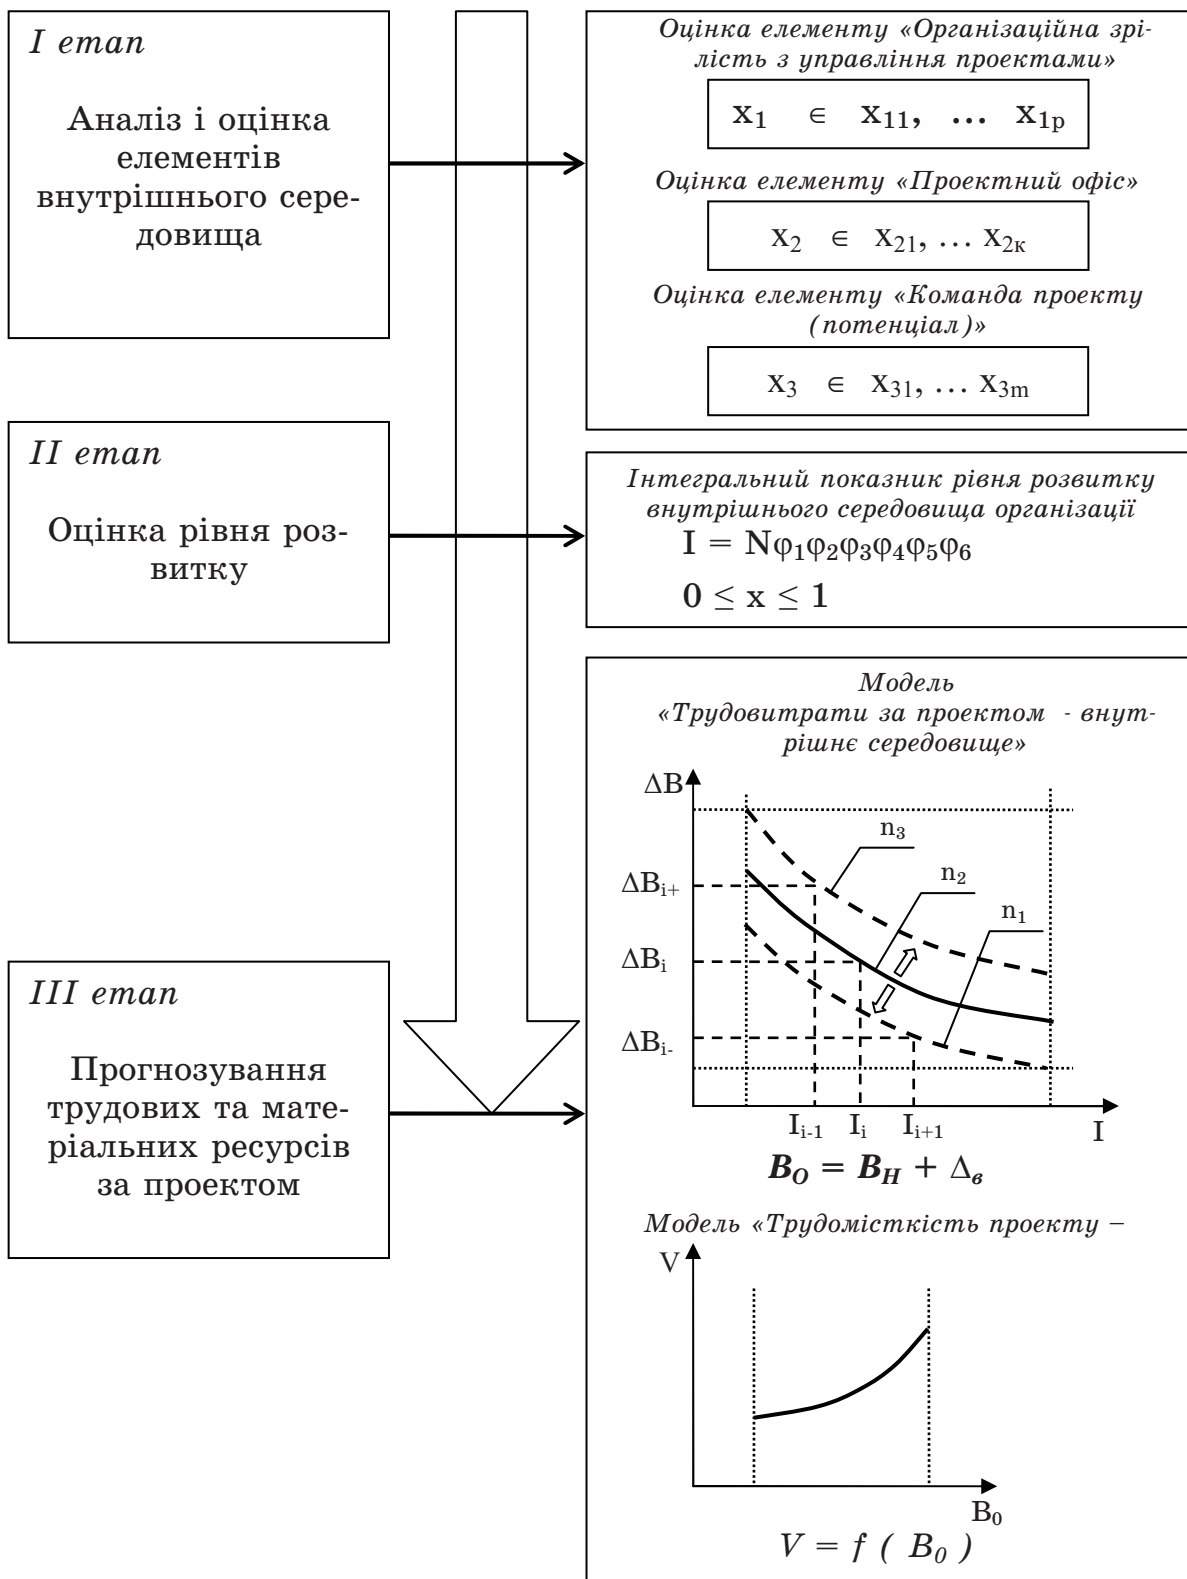 I етап
Аналіз і оцінка
елементів
внутрішнього сере-
довища
Оцінка елементу «Організаційна зрі-
лість з управління проектами»
x₁ ∈ x₁₁, ... x₁ₚ
Оцінка елементу «Проектний офіс»
x₂ ∈ x₂₁, ... x₂к
Оцінка елементу «Команда проекту
(потенціал)»
x₃ ∈ x₃₁, ... x₃ₘ
II етап
Оцінка рівня роз-
витку
Інтегральний показник рівня розвитку
внутрішнього середовища організації
I = Nφ₁φ₂φ₃φ₄φ₅φ₆
0 ≤ x ≤ 1
III етап
Прогнозування
трудових та мате-
ріальних ресурсів
за проектом
Модель
«Трудовитрати за проектом - внут-
рішнє середовище»
ΔB
n₃
n₂
n₁
ΔBᵢ₊
ΔBᵢ
ΔBᵢ₋
Iᵢ₋₁ Iᵢ Iᵢ₊₁
I
B_O = B_H + Δ_в
Модель «Трудомісткість проекту –
V
B₀
V = f ( B₀ )